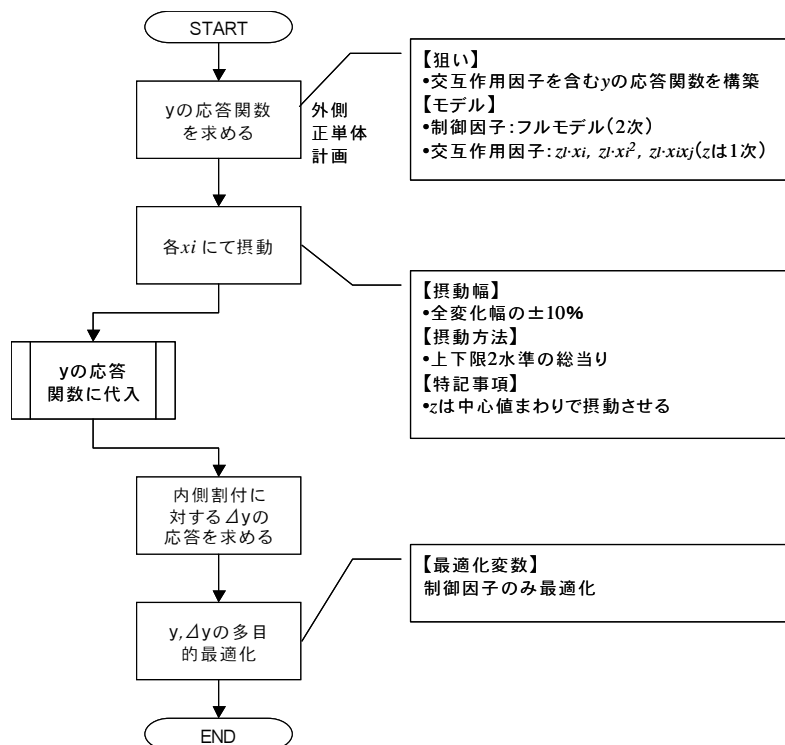 START
yの応答関数
を求める
外側
正単体
計画
【狙い】
•交互作用因子を含むyの応答関数を構築
【モデル】
•制御因子：フルモデル（2次）
•交互作用因子：zl·xi, zl·xi², zl·xixj（zは1次）
各xi にて摂動
【摂動幅】
•全変化幅の±10%
【摂動方法】
•上下限2水準の総当り
【特記事項】
•zは中心値まわりで摂動させる
yの応答
関数に代入
内側割付に
対するΔyの
応答を求める
【最適化変数】
制御因子のみ最適化
y,Δyの多目
的最適化
END